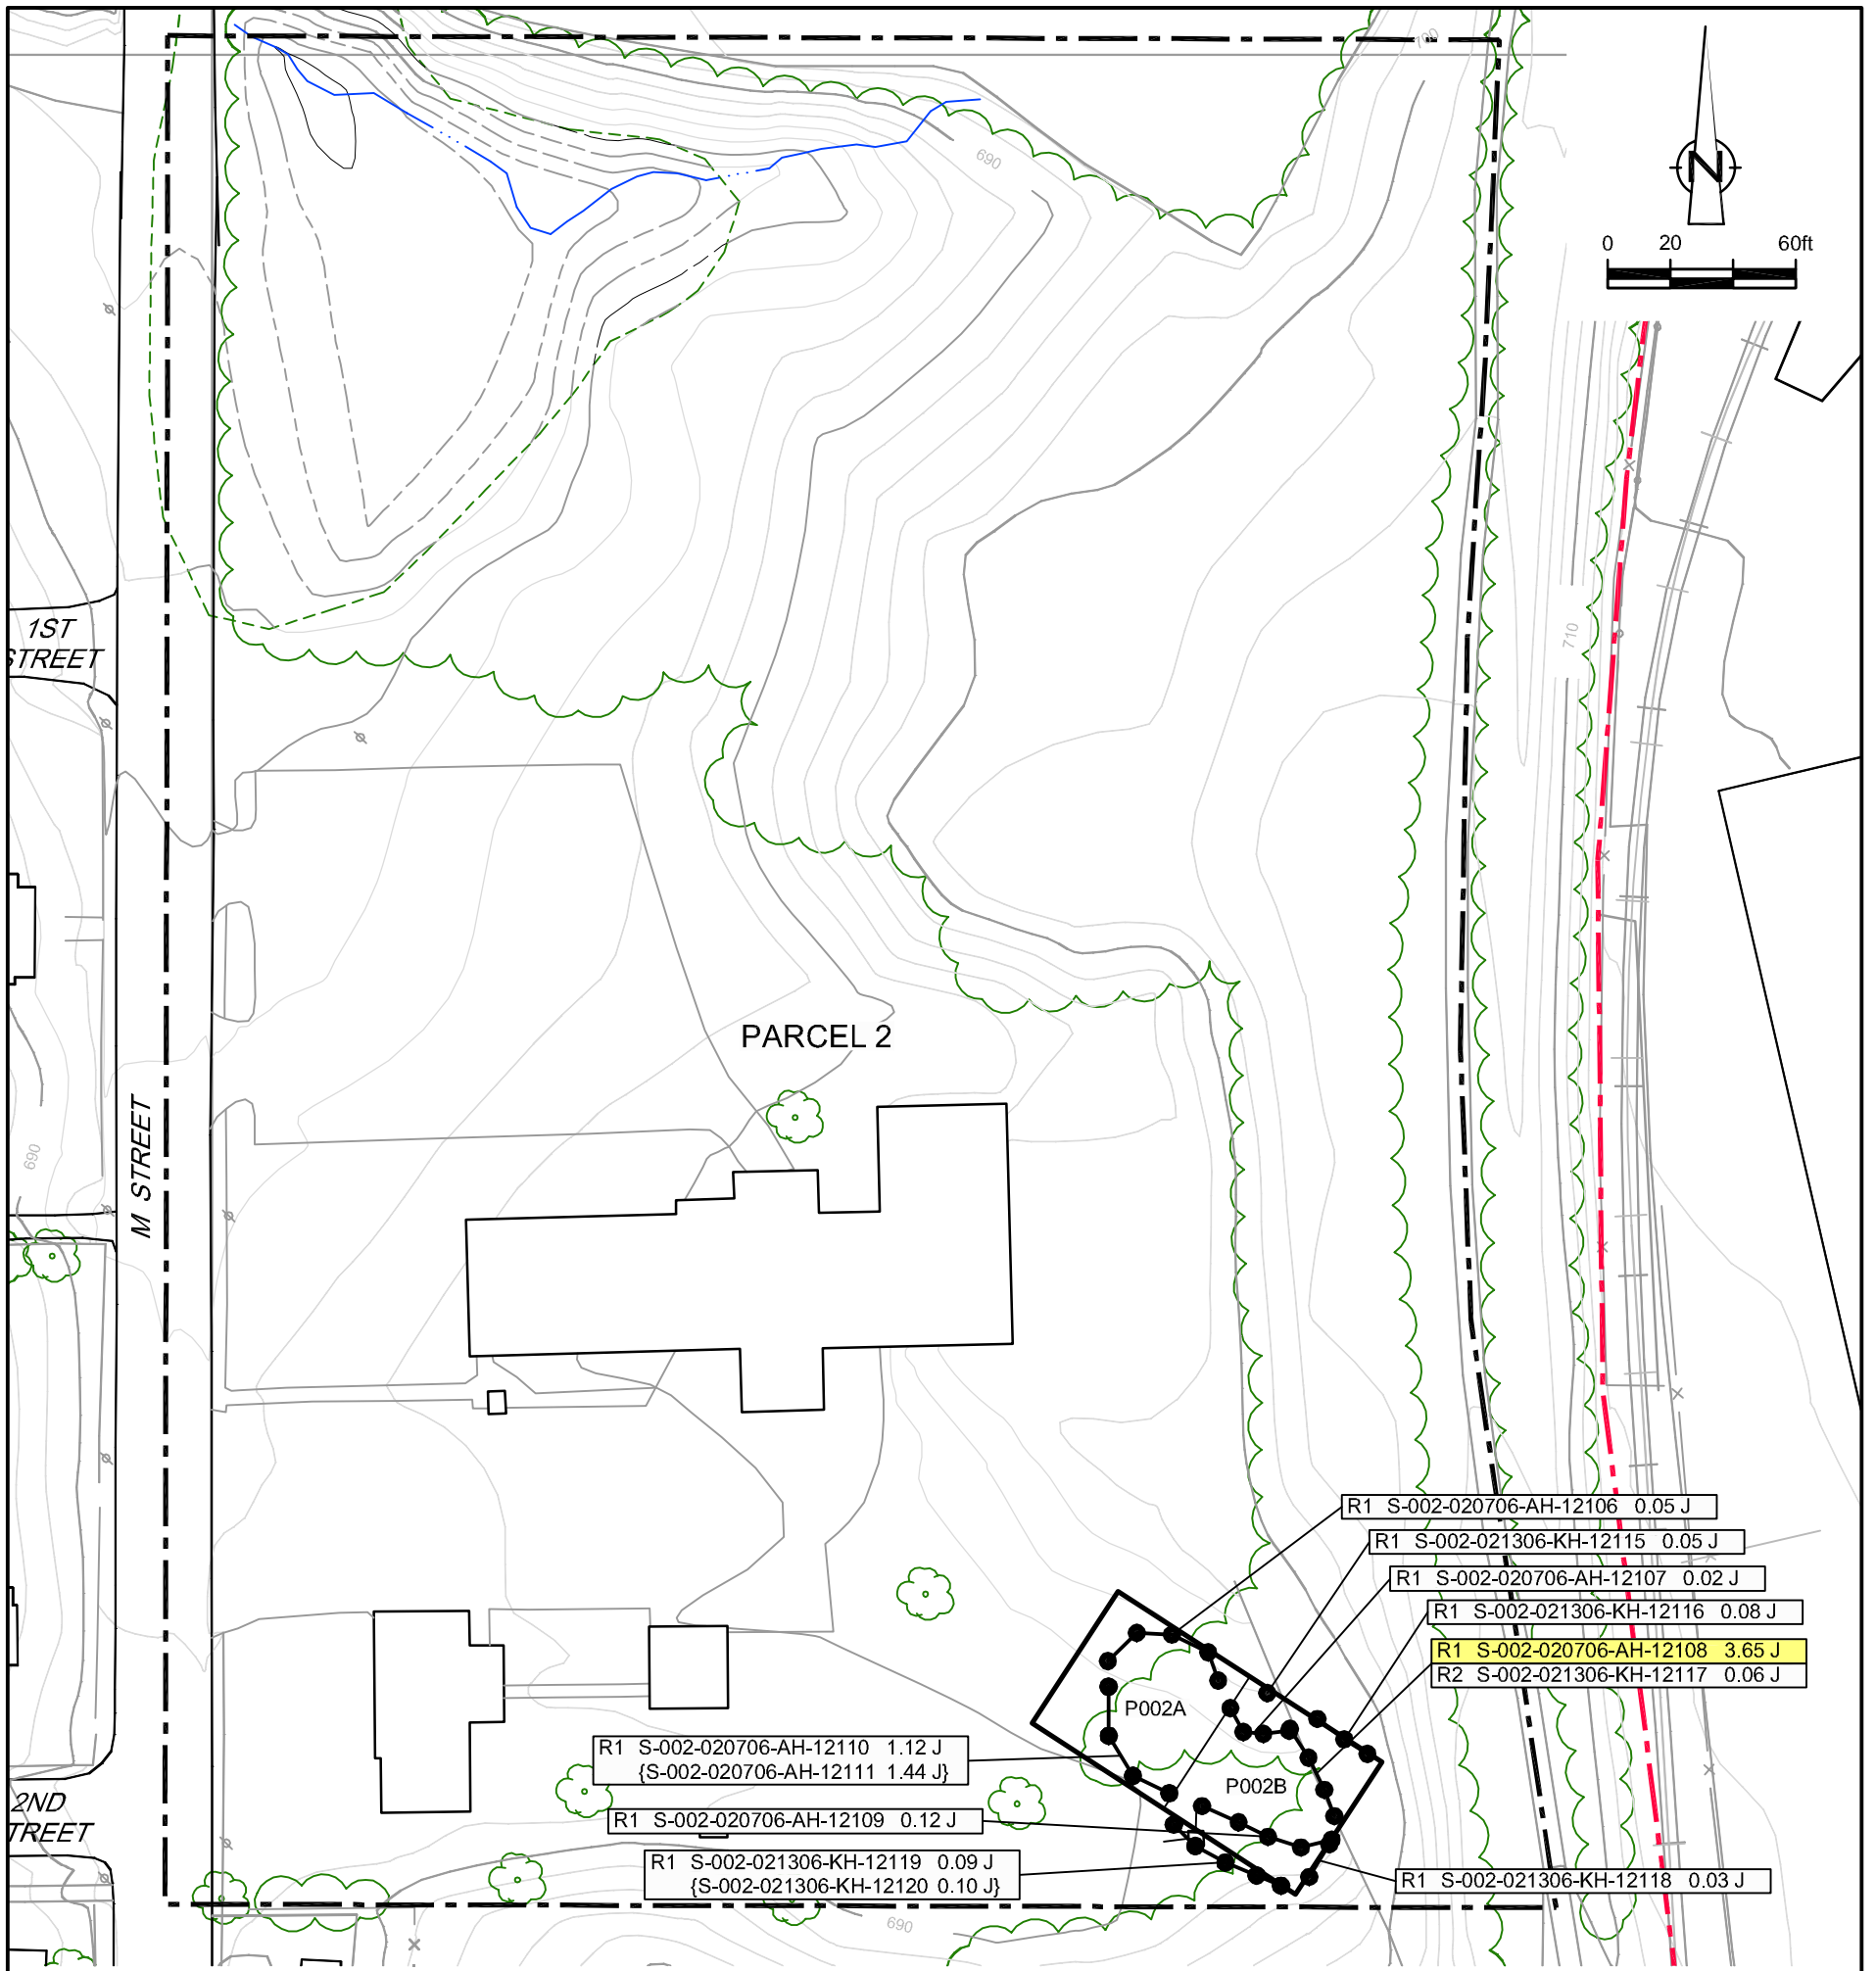 700
690
N
0 20 60ft
1ST
STREET
710
PARCEL 2
M STREET
690
R1 S-002-020706-AH-12106 0.05 J
R1 S-002-021306-KH-12115 0.05 J
R1 S-002-020706-AH-12107 0.02 J
R1 S-002-021306-KH-12116 0.08 J
R1 S-002-020706-AH-12108 3.65 J
R2 S-002-021306-KH-12117 0.06 J
P002A
R1 S-002-020706-AH-12110 1.12 J
{S-002-020706-AH-12111 1.44 J}
P002B
2ND
TREET
R1 S-002-020706-AH-12109 0.12 J
R1 S-002-021306-KH-12119 0.09 J
{S-002-021306-KH-12120 0.10 J}
R1 S-002-021306-KH-12118 0.03 J
690